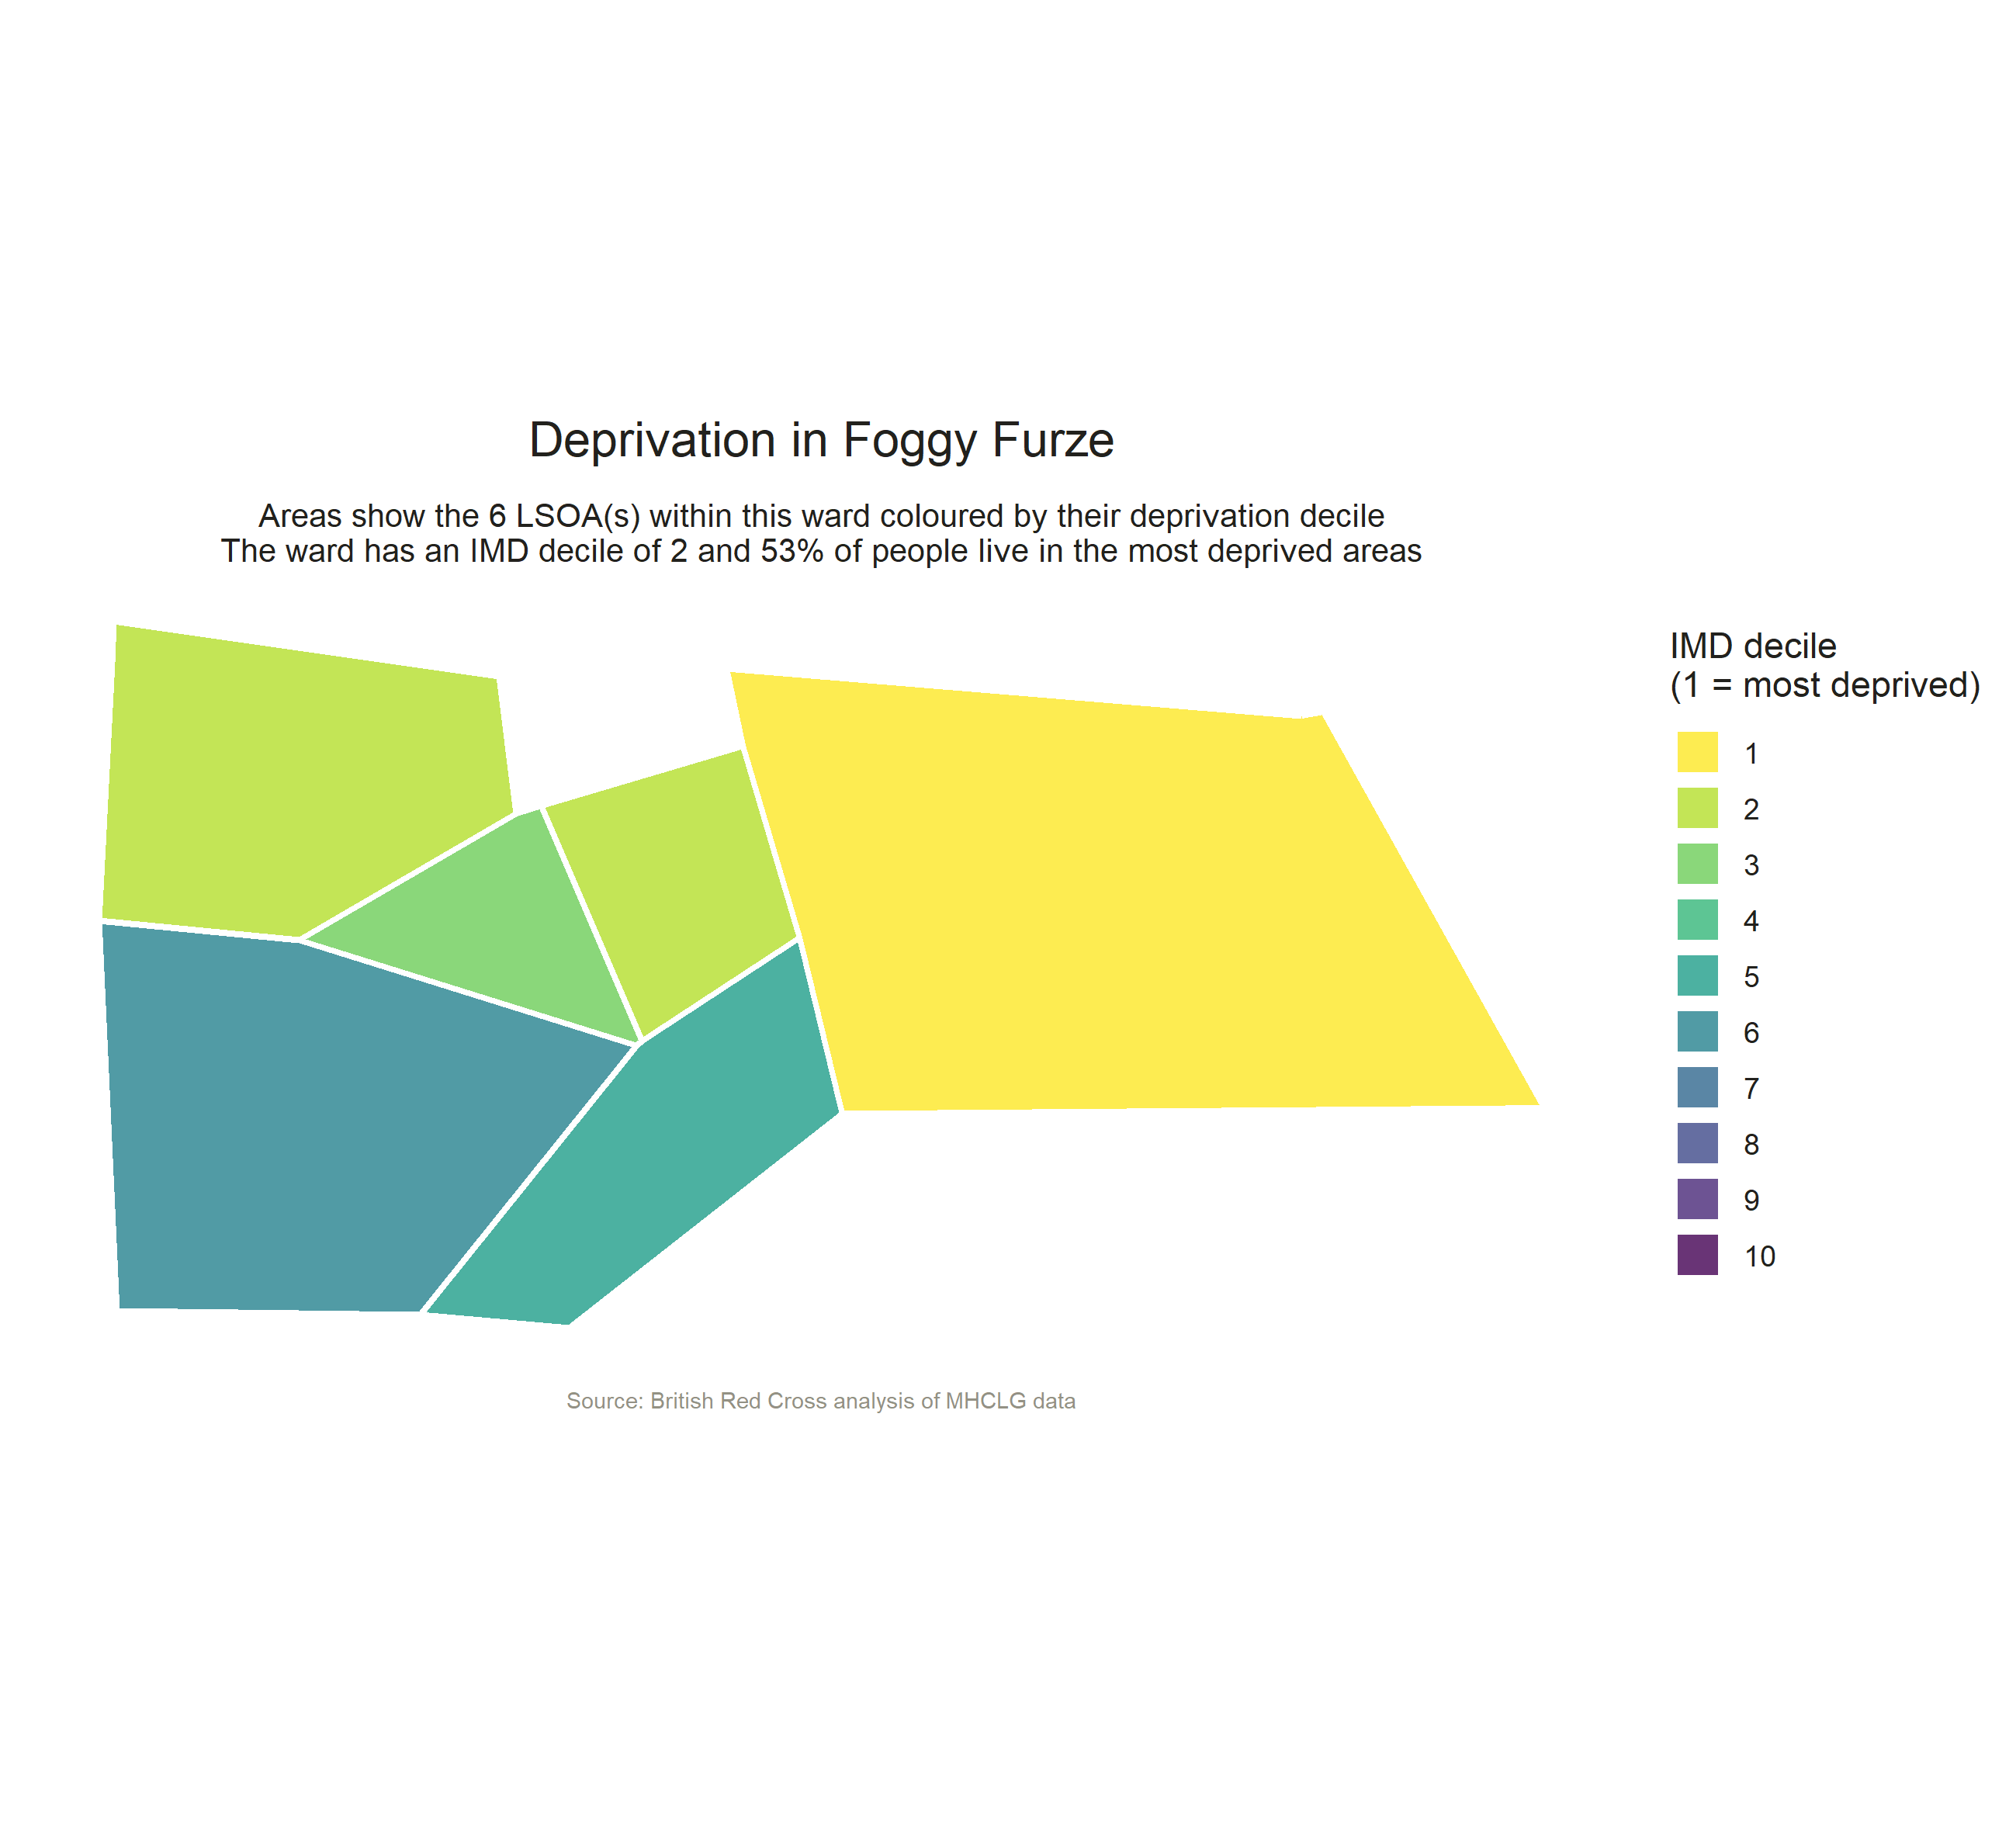 Deprivation in Foggy Furze
Areas show the 6 LSOA(s) within this ward coloured by their deprivation decile
The ward has an IMD decile of 2 and 53% of people live in the most deprived areas
IMD decile
(1 = most deprived)
1
2
3
4
5
6
7
8
9
10
Source: British Red Cross analysis of MHCLG data